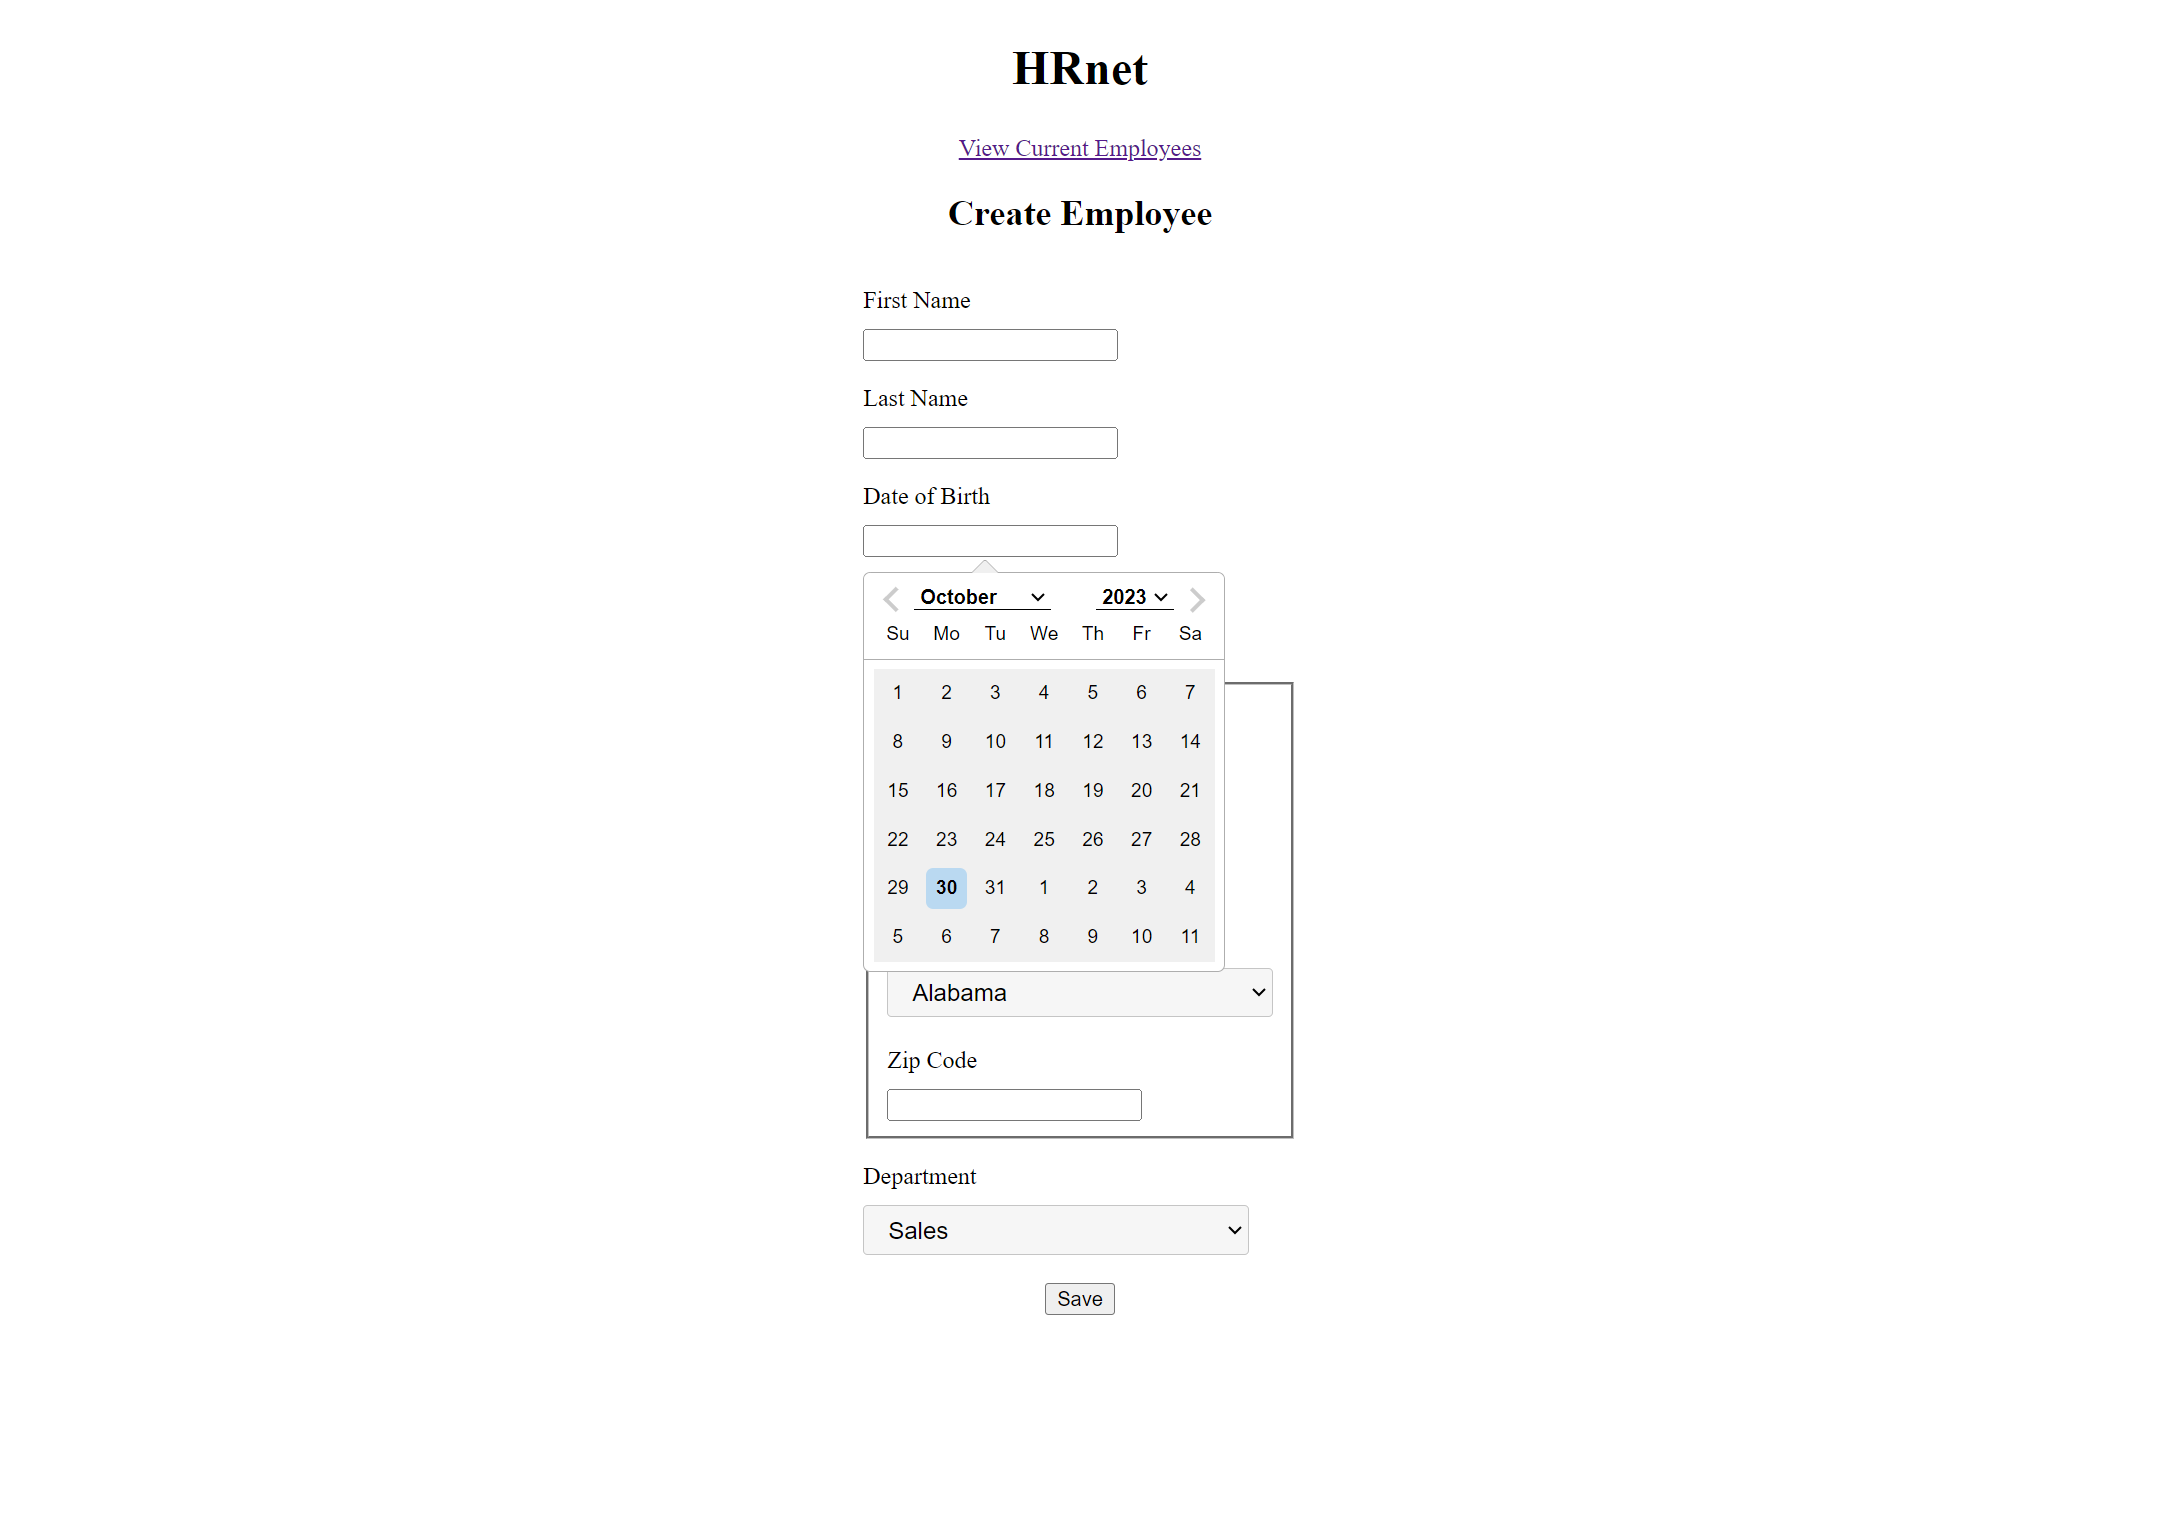 HRnet
View Current Employees
Create Employee
First Name
Last Name
Date of Birth
October 2023
Su Mo Tu We Th Fr Sa
1 2 3 4 5 6 7
8 9 10 11 12 13 14
15 16 17 18 19 20 21
22 23 24 25 26 27 28
29 30 31 1 2 3 4
5 6 7 8 9 10 11
Alabama
Zip Code
Department
Sales
Save